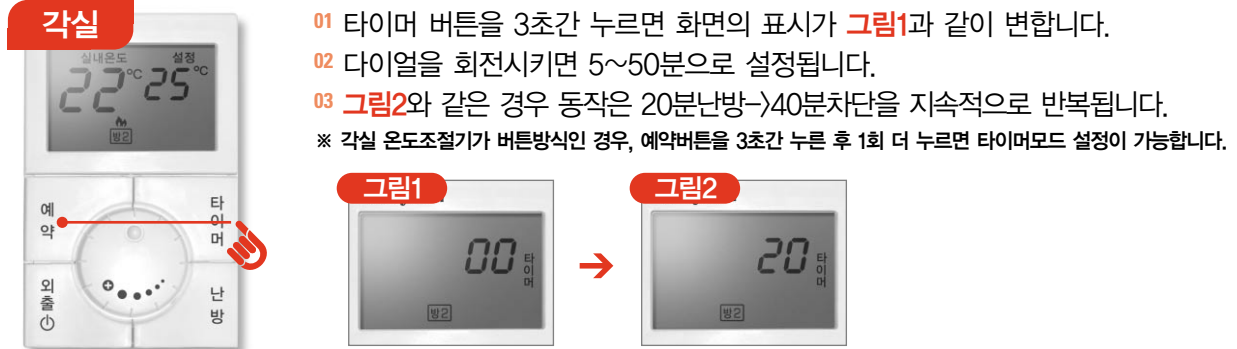 각실
01 타이머 버튼을 3초간 누르면 화면의 표시가 그림1과 같이 변합니다.
02 다이얼을 회전시키면 5~50분으로 설정됩니다.
03 그림2와 같은 경우 동작은 20분난방->40분차단을 지속적으로 반복됩니다.
※ 각실 온도조절기가 버튼방식인 경우, 예약버튼을 3초간 누른 후 1회 더 누르면 타이머모드 설정이 가능합니다.
실내온도 설정
22℃ 25℃
방2
예약 타이머
외출 난방
그림1 그림2
00 타이머 20 타이머
방2 방2